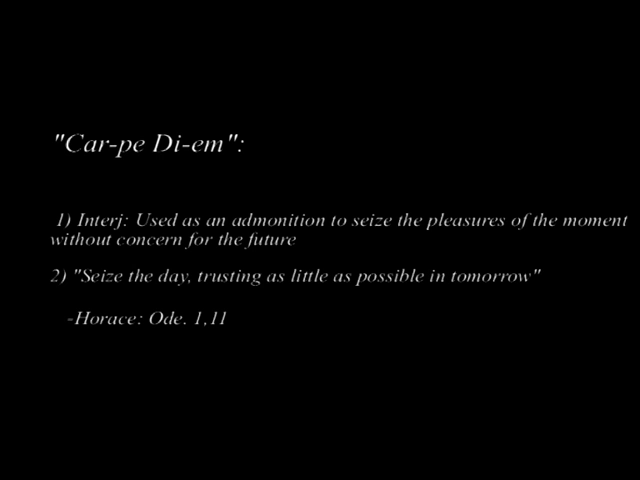 "Car-pe Di-em":
1) Interj: Used as an admonition to seize the pleasures of the moment
without concern for the future
2) "Seize the day, trusting as little as possible in tomorrow"
-Horace: Ode. 1,11